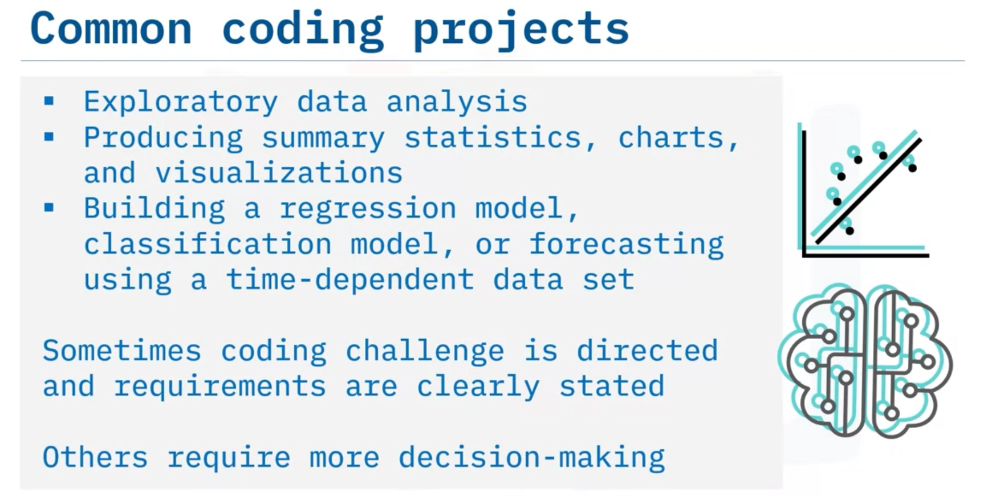 Common coding projects
▪ Exploratory data analysis
▪ Producing summary statistics, charts,
and visualizations
▪ Building a regression model,
classification model, or forecasting
using a time-dependent data set
Sometimes coding challenge is directed
and requirements are clearly stated
Others require more decision-making